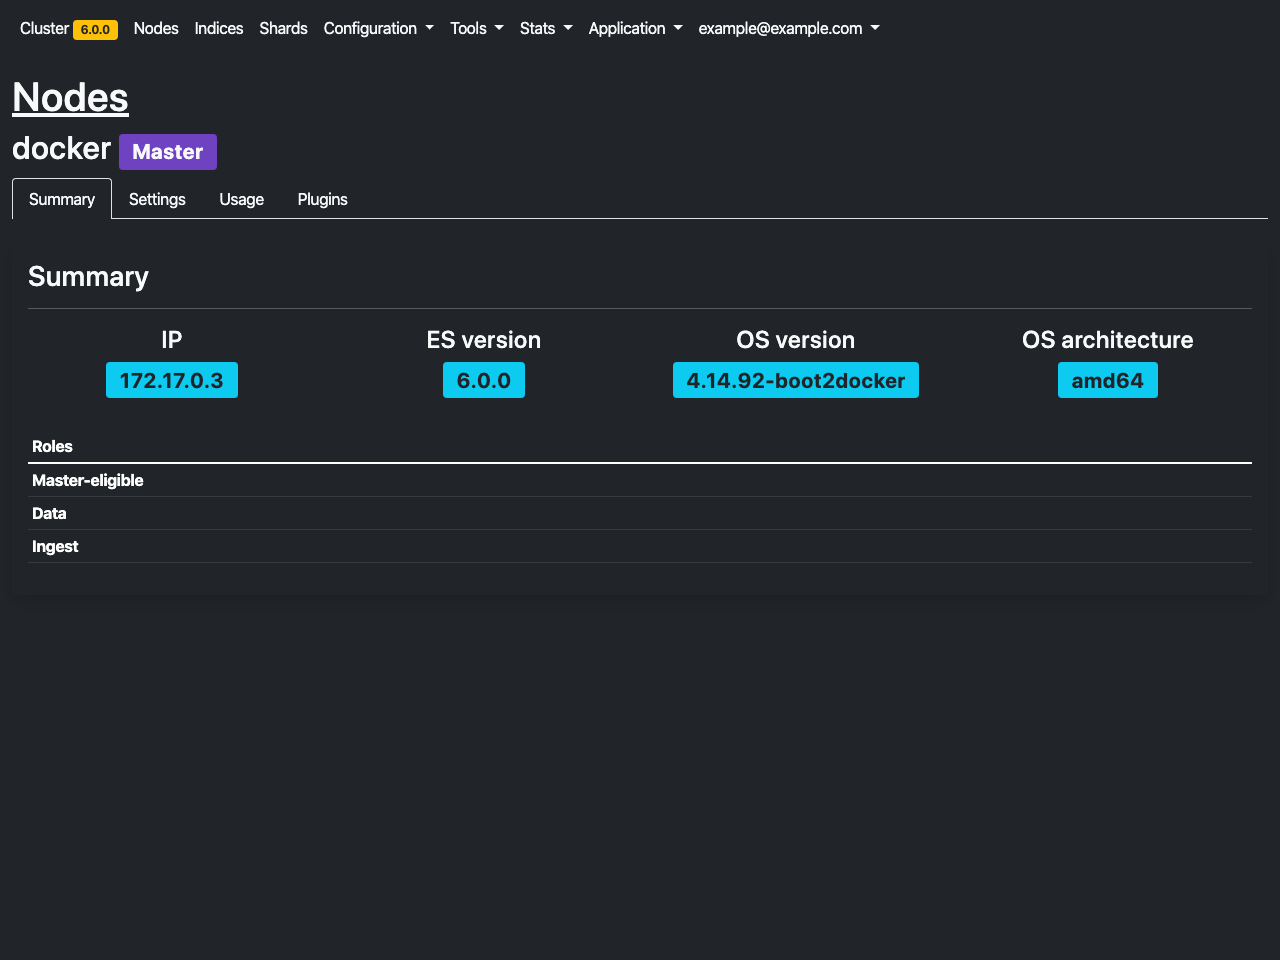 Cluster 6.0.0 Nodes Indices Shards Configuration Tools Stats Application example@example.com
Nodes
docker Master
Summary Settings Usage Plugins
Summary
IP ES version OS version OS architecture
172.17.0.3 6.0.0 4.14.92-boot2docker amd64
Roles
Master-eligible
Data
Ingest